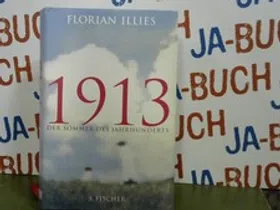 FLORIAN ILLIES
1913
DER SOMMER DES JAHRHUNDERTS
S. FISCHER
JA-BUCH
JA-BUCH
JA-BUCH
JA-BUCH